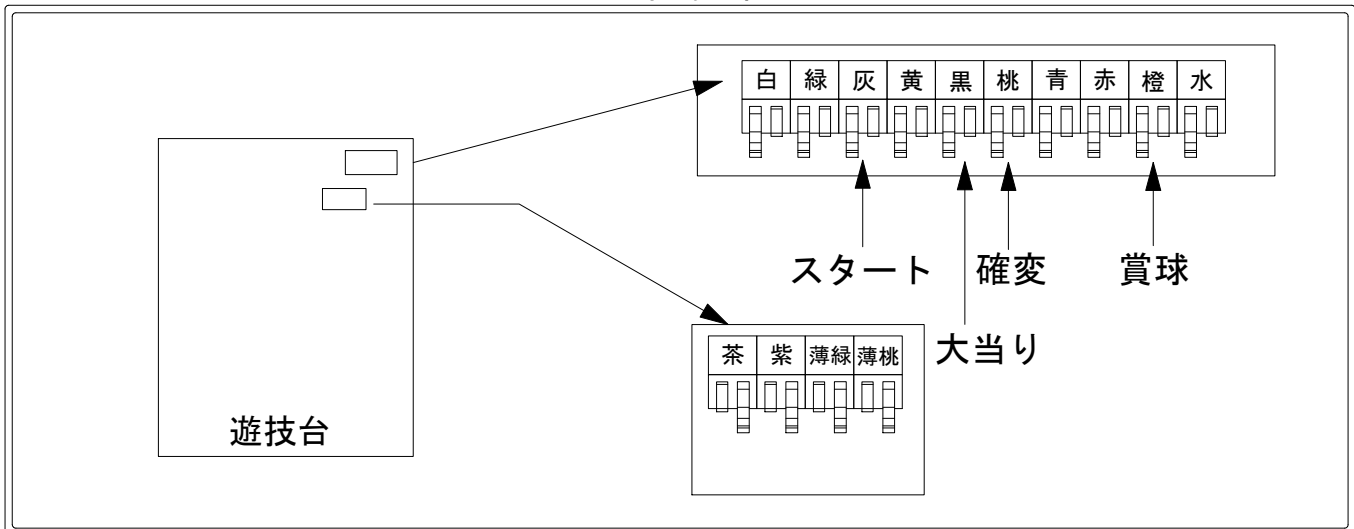 白 緑 灰 黄 黒 桃 青 赤 橙 水
スタート 確変 賞球
大当り
茶 紫 薄緑 薄桃
遊技台